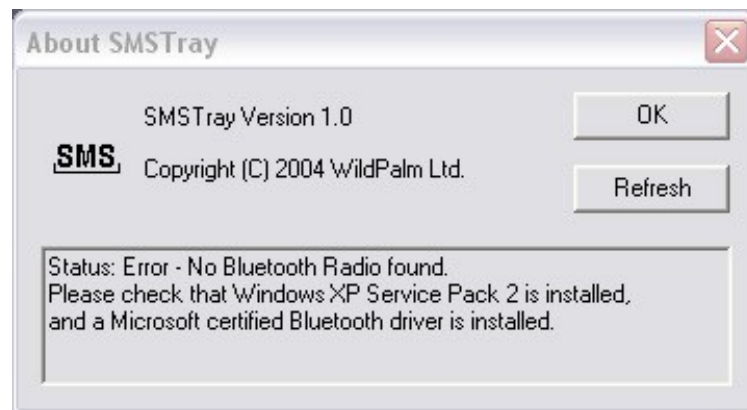 About SMSTray
SMSTray Version 1.0
OK
SMS
Copyright (C) 2004 WildPalm Ltd.
Refresh
Status: Error - No Bluetooth Radio found.
Please check that Windows XP Service Pack 2 is installed,
and a Microsoft certified Bluetooth driver is installed.